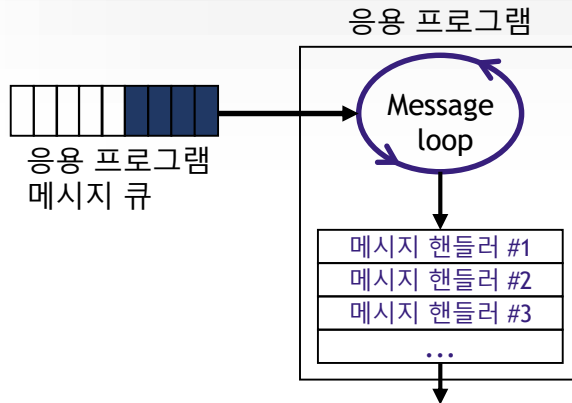 응용 프로그램
Message
loop
응용 프로그램
메시지 큐
메시지 핸들러 #1
메시지 핸들러 #2
메시지 핸들러 #3
...